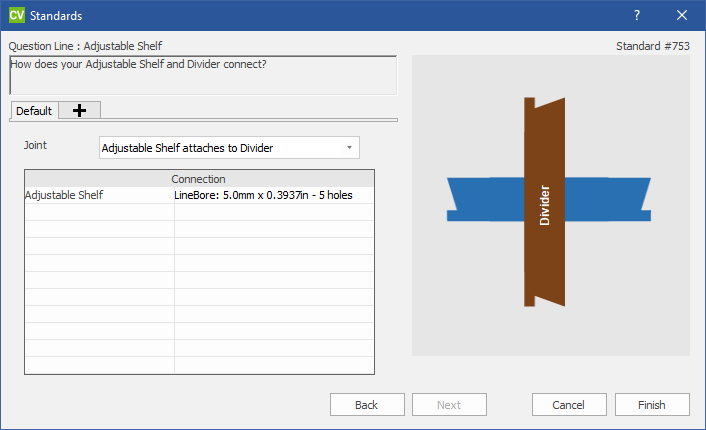 CV Standards ?
Question Line : Adjustable Shelf Standard #753
How does your Adjustable Shelf and Divider connect?
Default
Joint Adjustable Shelf attaches to Divider
Connection
Adjustable Shelf LineBore: 5.0mm x 0.3937in - 5 holes
Divider
Back Next Cancel Finish